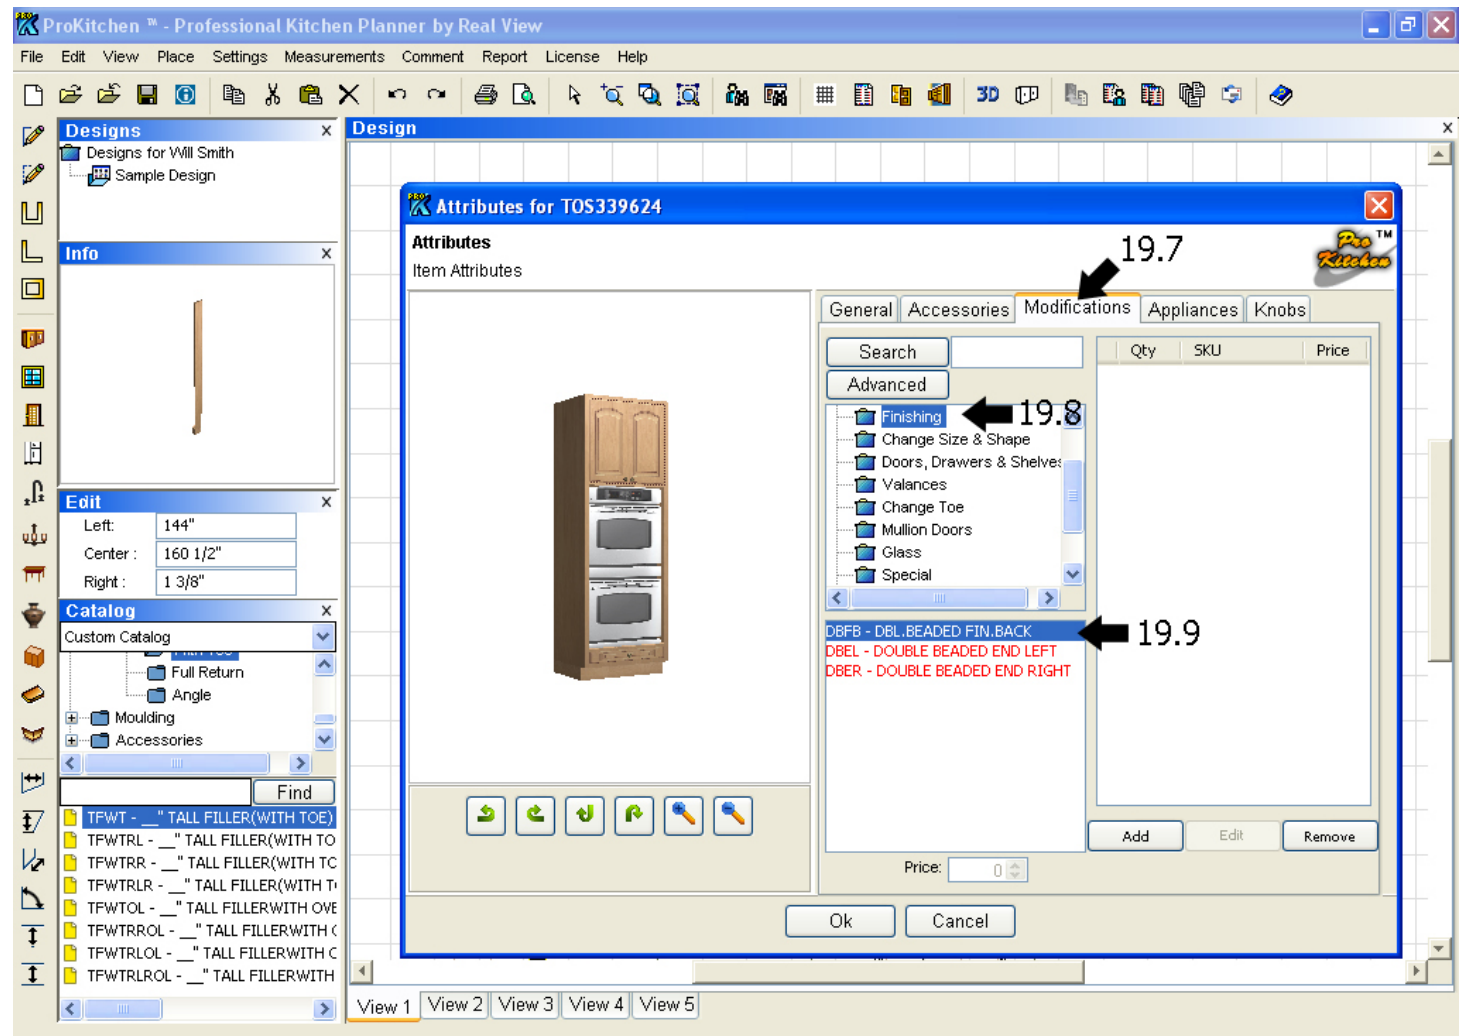 ProKitchen ™ - Professional Kitchen Planner by Real View
File Edit View Place Settings Measurements Comment Report License Help
3D
Designs x
Designs for Will Smith
Sample Design
Info x
Edit x
Left: 144"
Center : 160 1/2"
Right : 1 3/8"
Catalog x
Custom Catalog
Full Return
Angle
Moulding
Accessories
Find
TFWT - __" TALL FILLER(WITH TOE)
TFWTRL - __" TALL FILLER(WITH TO
TFWTRR - __" TALL FILLER(WITH TO
TFWTRLR - __" TALL FILLER(WITH T
TFWTOL - __" TALL FILLERWITH OVE
TFWTRROL - __" TALL FILLERWITH O
TFWTRLOL - __" TALL FILLERWITH O
TFWTRLROL - __" TALL FILLERWITH
Design x
Attributes for TOS339624
Attributes
Item Attributes
19.7
Pro Kitchen ™
General Accessories Modifications Appliances Knobs
Search
Advanced
Qty SKU Price
Finishing
19.8
Change Size & Shape
Doors, Drawers & Shelves
Valances
Change Toe
Mullion Doors
Glass
Special
DBFB - DBL.BEADED FIN.BACK
19.9
DBEL - DOUBLE BEADED END LEFT
DBER - DOUBLE BEADED END RIGHT
Add Edit Remove
Price: 0
Ok Cancel
View 1 View 2 View 3 View 4 View 5